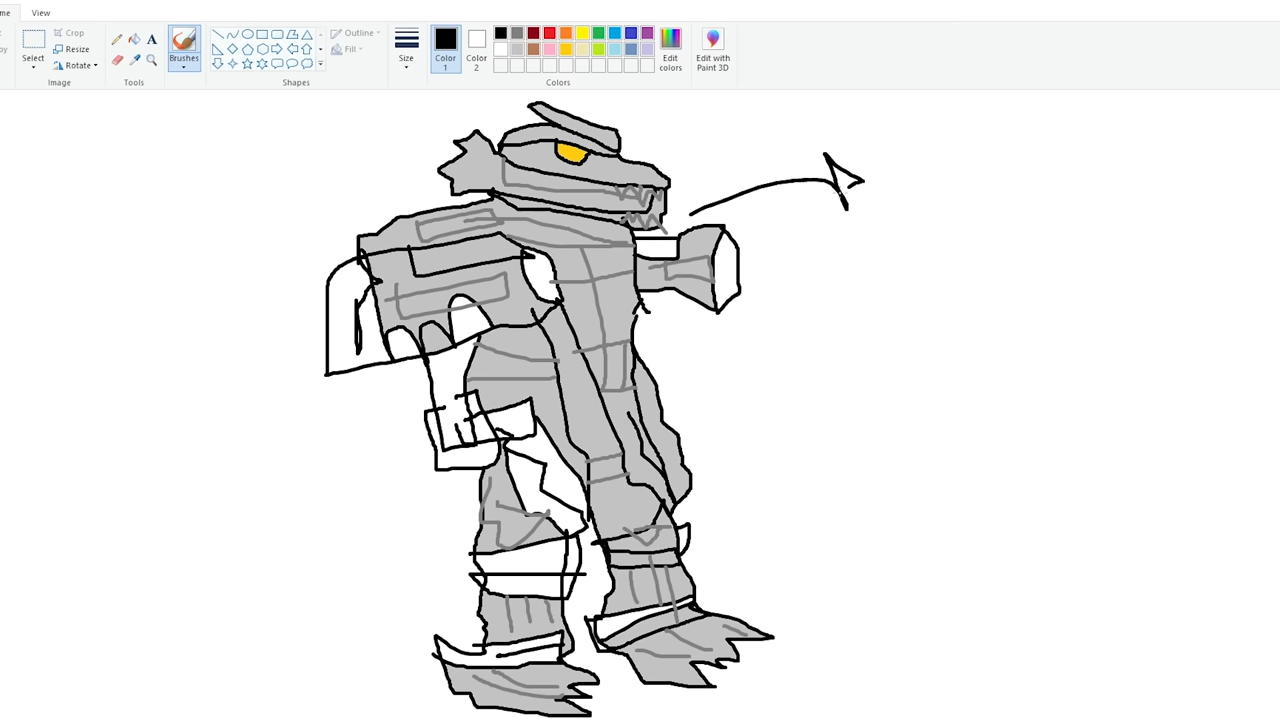 me View
Crop
Resize
Rotate
Select
A
Brushes
Outline
Fill
Size
Color 1
Color 2
Edit colors
Edit with Paint 3D
Image
Tools
Shapes
Colors